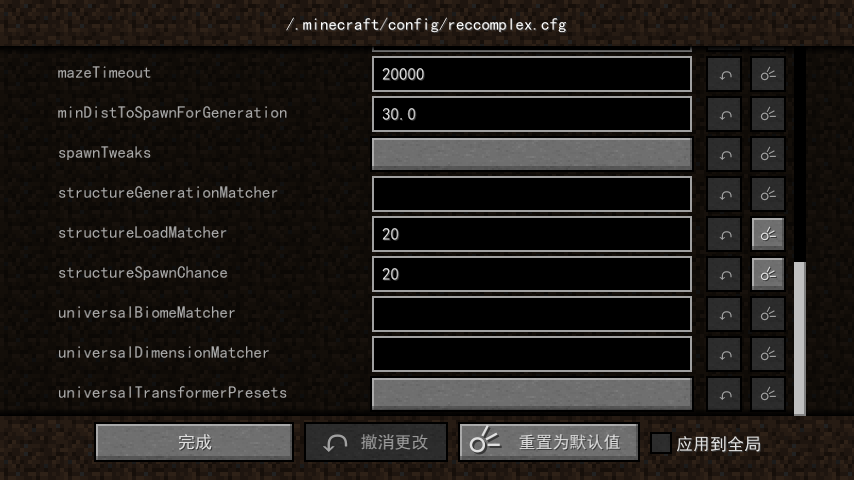 /.minecraft/config/reccomplex.cfg
mazeTimeout 20000
minDistToSpawnForGeneration 30.0
spawnTweaks
structureGenerationMatcher
structureLoadMatcher 20
structureSpawnChance 20
universalBiomeMatcher
universalDimensionMatcher
universalTransformerPresets
完成 撤消更改 重置为默认值 应用到全局